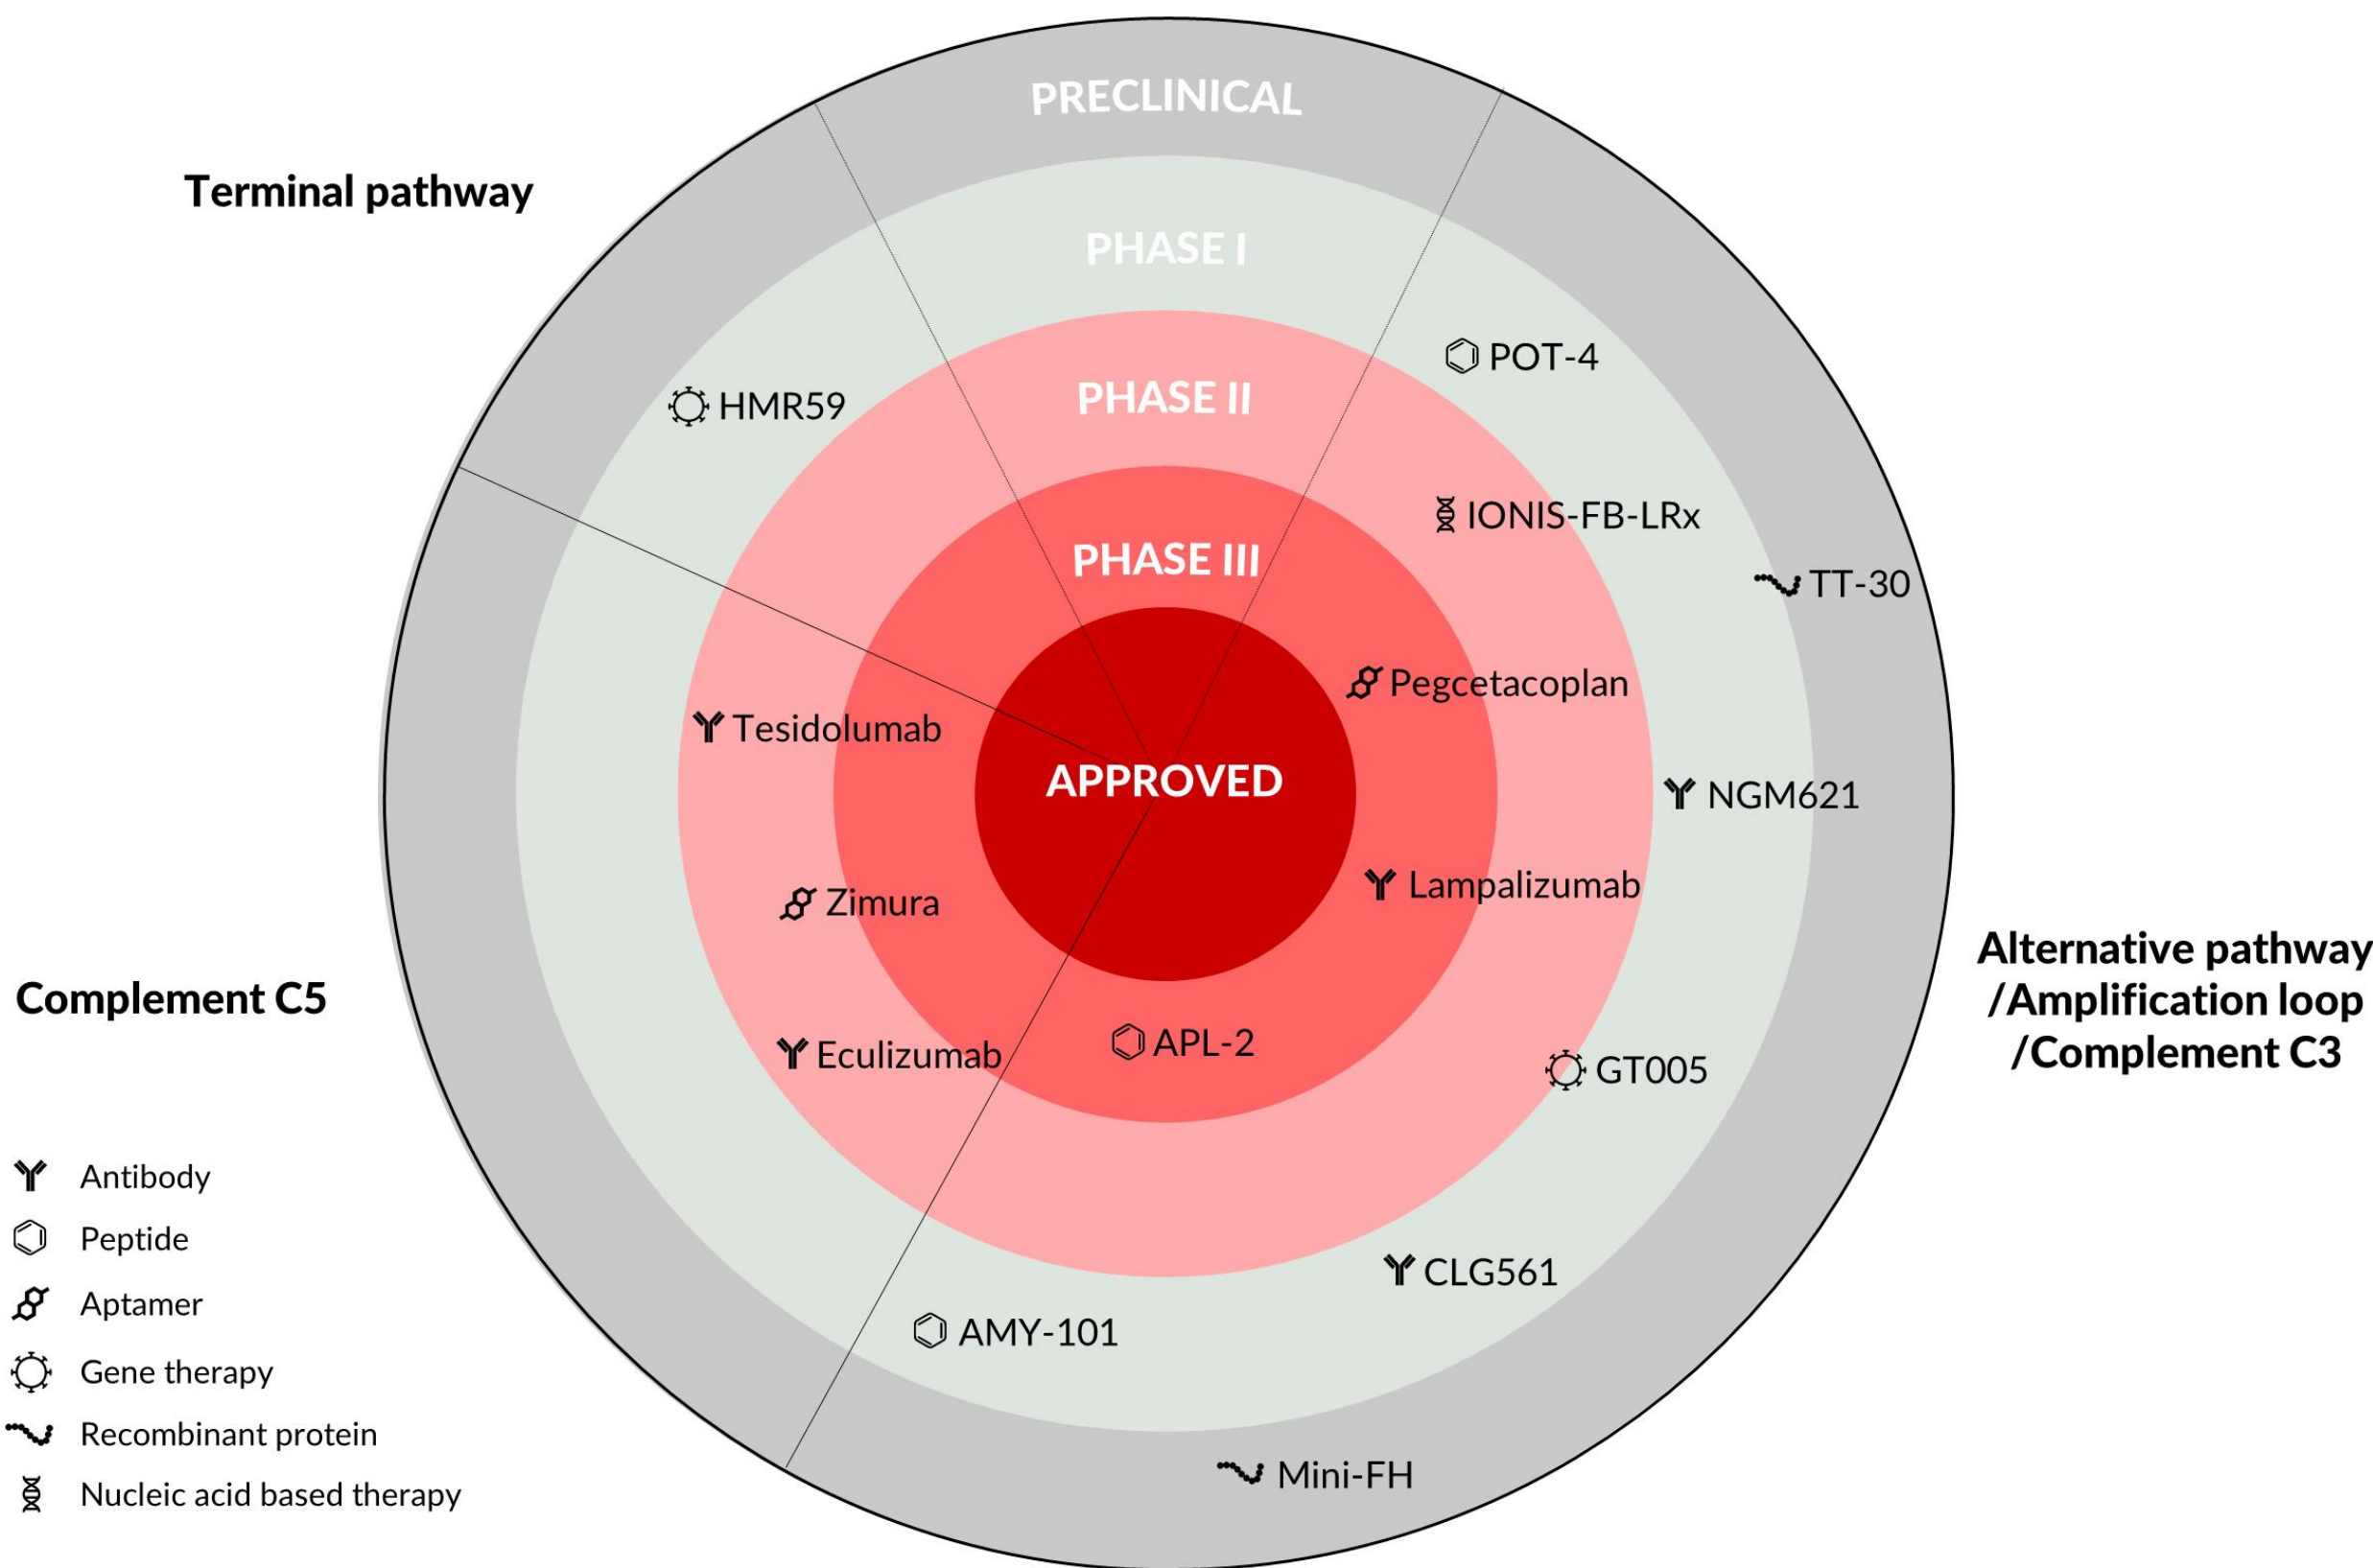 PRECLINICAL
Terminal pathway
PHASE I
POT-4
PHASE II
HMR59
IONIS-FB-LRx
PHASE III
TT-30
Pegcetacoplan
Tesidolumab
APPROVED
NGM621
Lampalizumab
Zimura
Alternative pathway
/Amplification loop
/Complement C3
Complement C5
APL-2
Eculizumab
GT005
Antibody
Peptide
CLG561
Aptamer
AMY-101
Gene therapy
Recombinant protein
Mini-FH
Nucleic acid based therapy